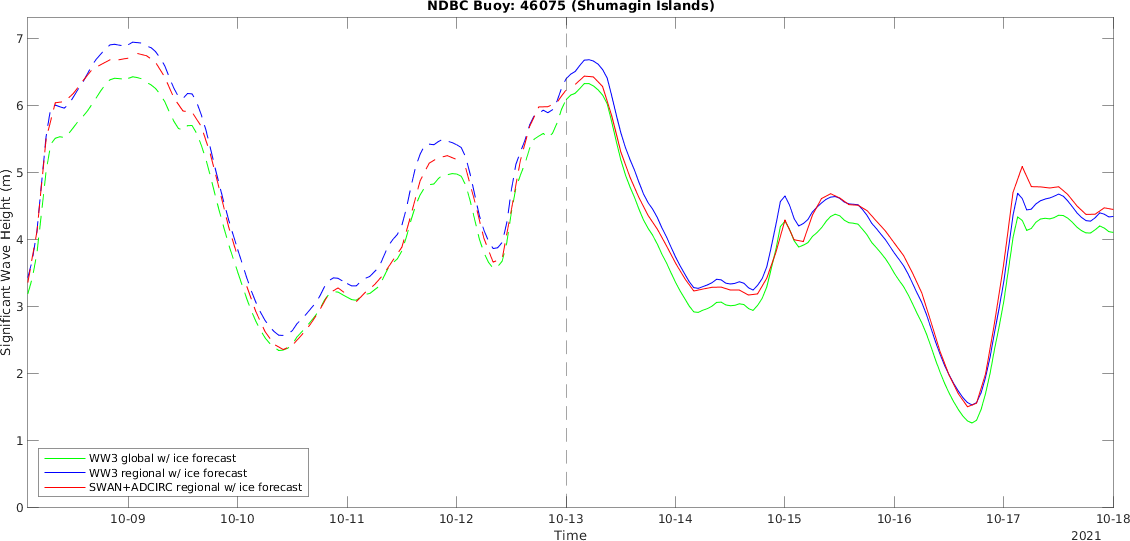 NDBC Buoy: 46075 (Shumagin Islands)
7
6
5
4
3
2
1
0
Significant Wave Height (m)
WW3 global w/ ice forecast
WW3 regional w/ ice forecast
SWAN+ADCIRC regional w/ ice forecast
10-09 10-10 10-11 10-12 10-13 10-14 10-15 10-16 10-17 10-18
Time
2021